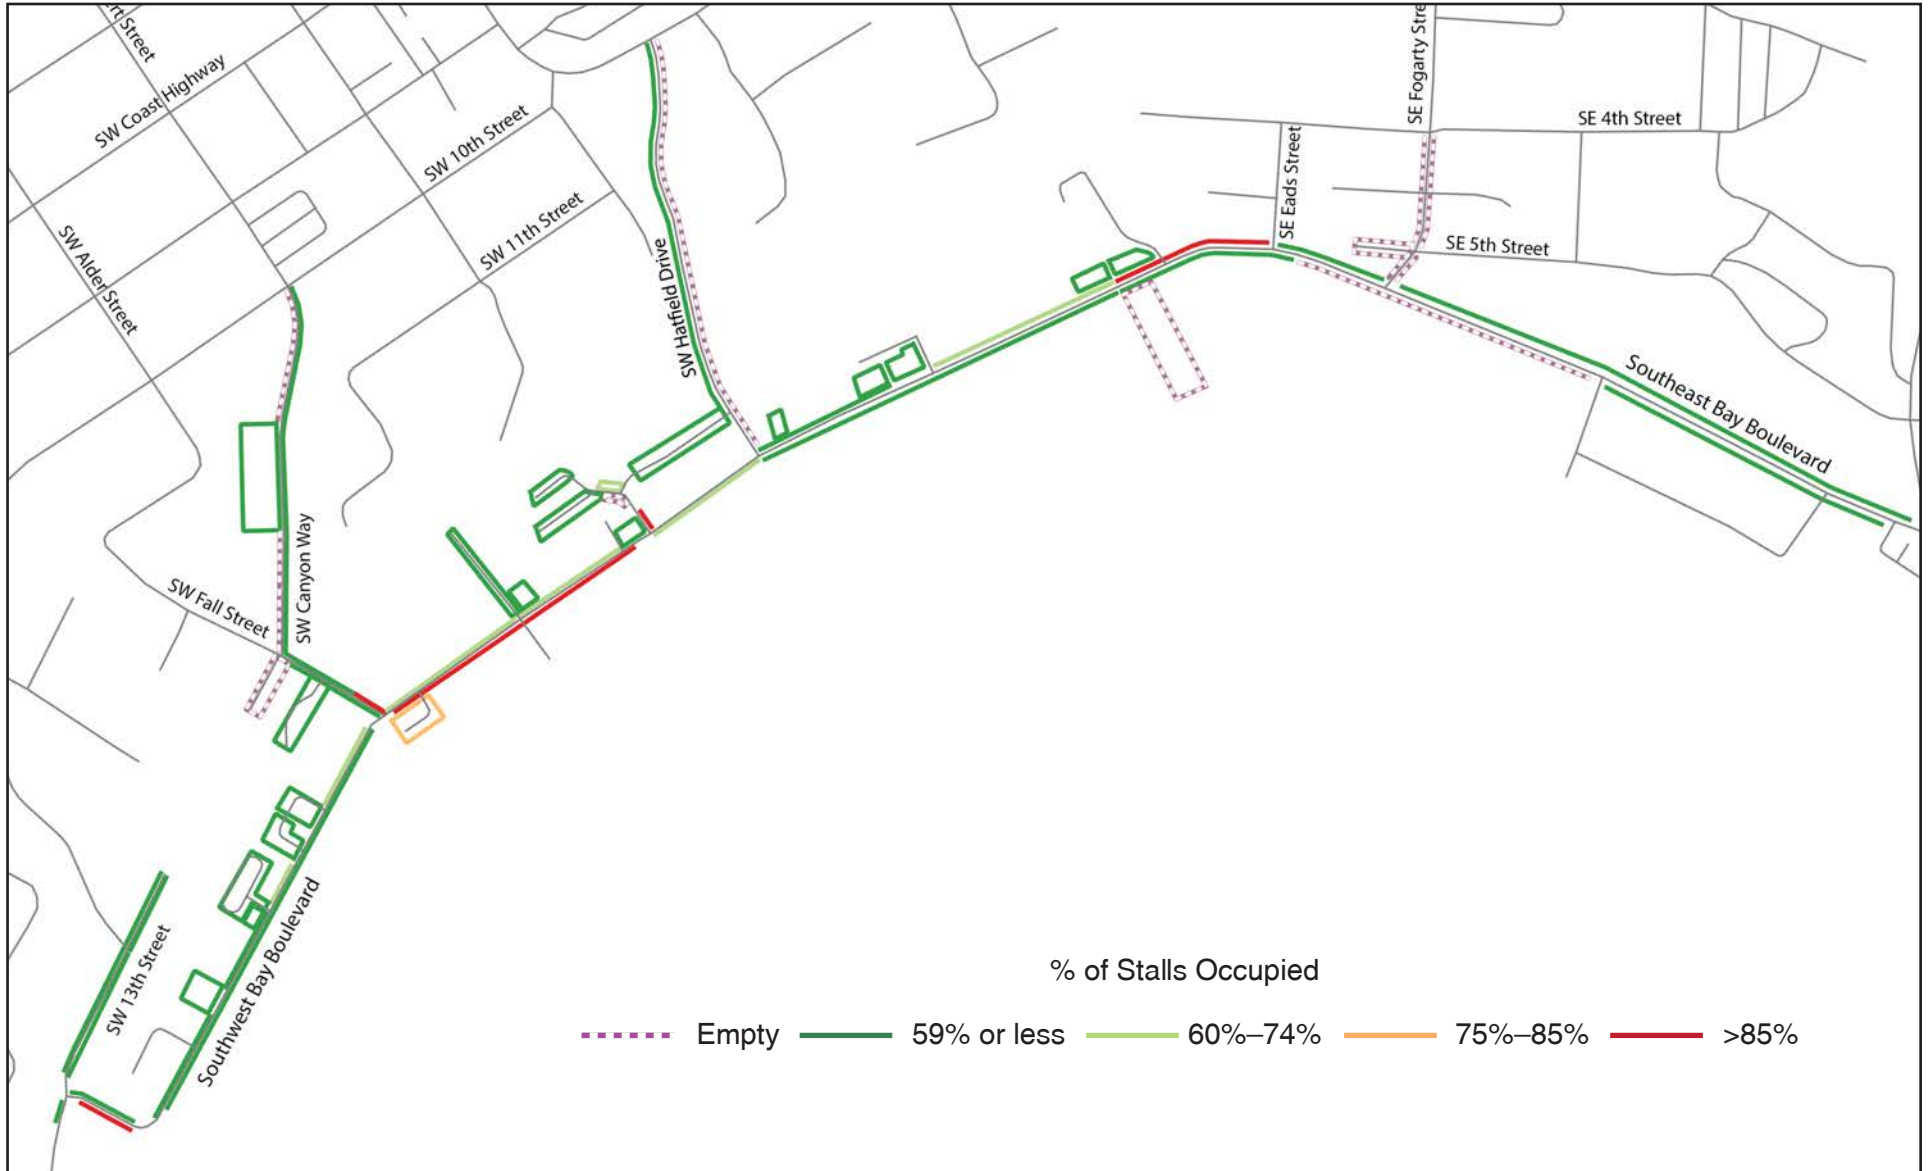 SW Coast Highway
SW 10th Street
SW 11th Street
SW Alder Street
SW Hatfield Drive
SE Fogarty Stre
SE 4th Street
SE Eads Street
SE 5th Street
Southeast Bay Boulevard
SW Canyon Way
SW Fall Street
SW 13th Street
Southwest Bay Boulevard
% of Stalls Occupied
Empty 59% or less 60%–74% 75%–85% >85%